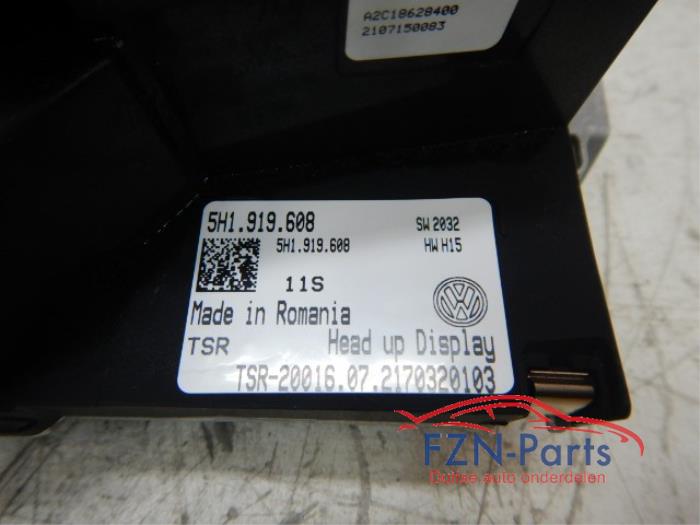 A2C18628400
2107150083
5H1.919.608
SW 2032
5H1.919.608
HW H15
11S
Made in Romania
TSR
Head up Display
TSR-20016.07.2170320103
FZN-Parts
Duitse auto onderdelen